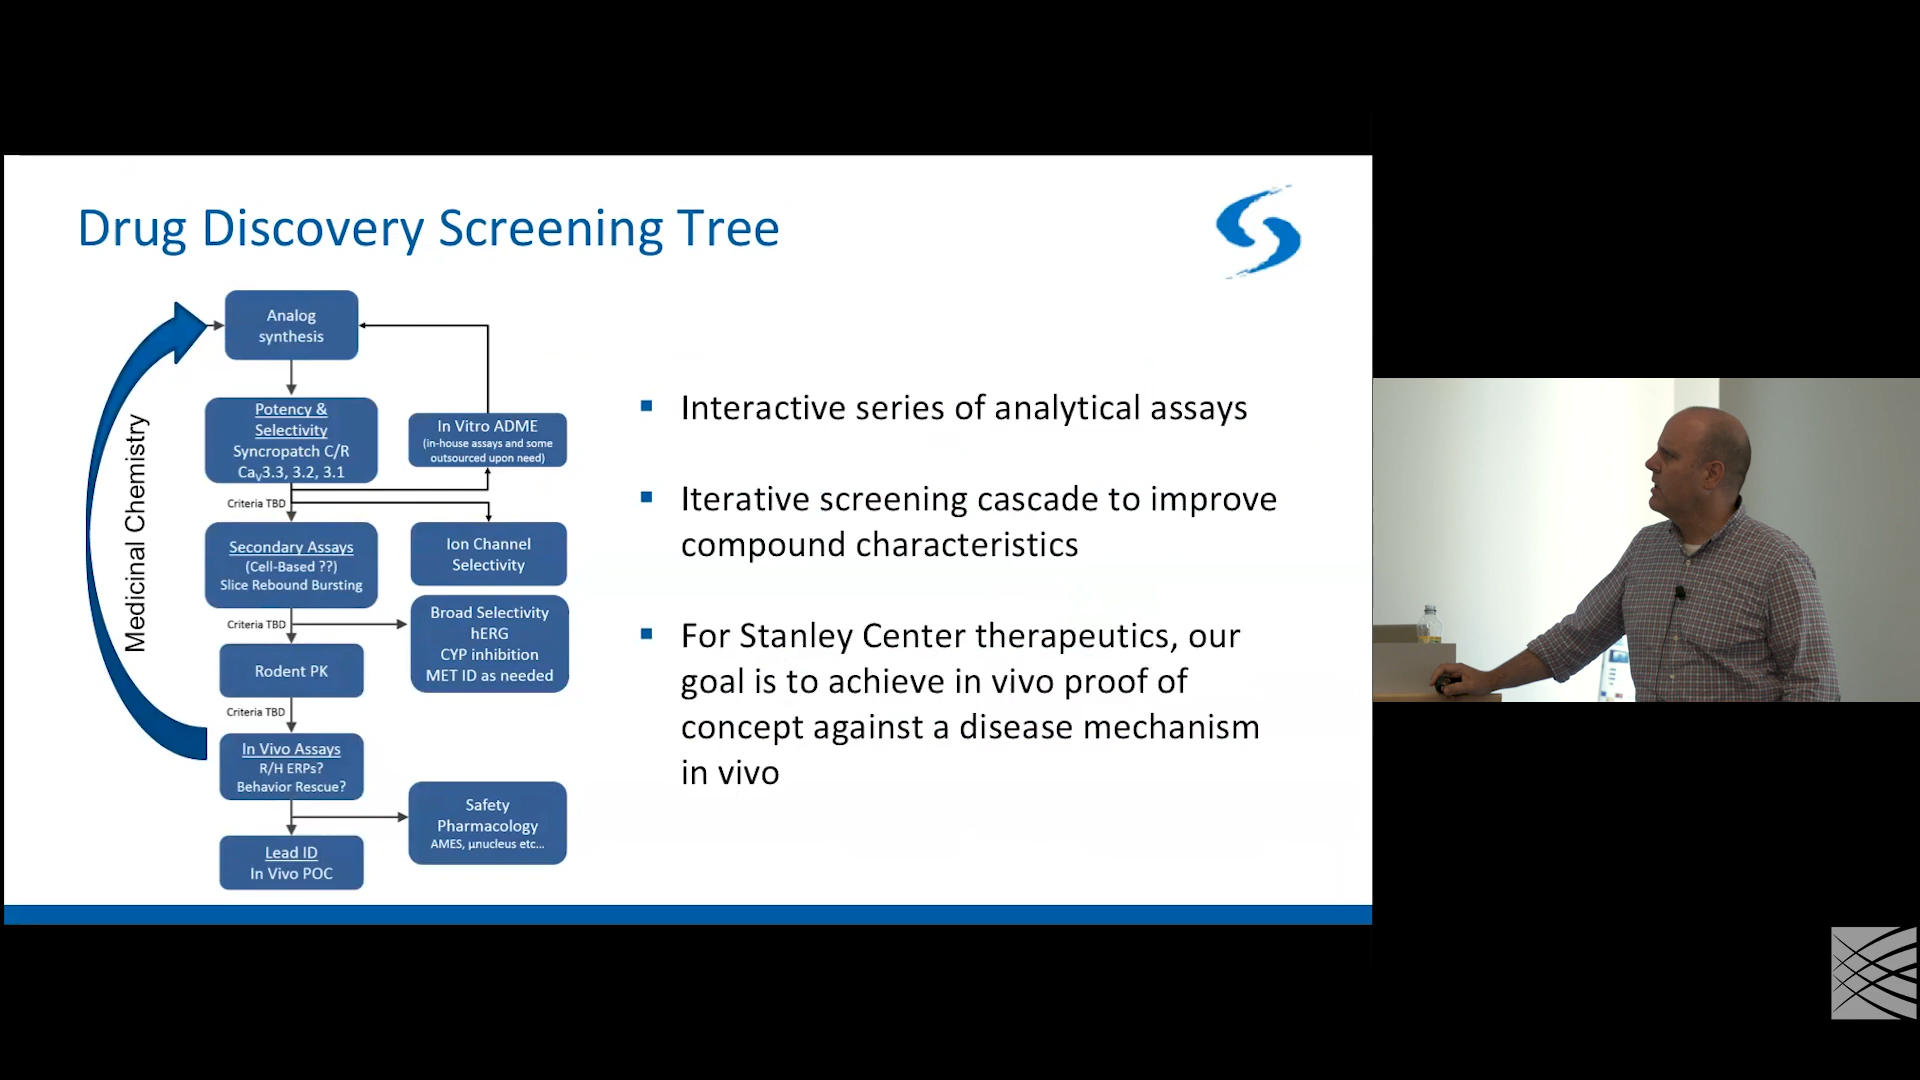 Drug Discovery Screening Tree
Medicinal Chemistry
Analog
synthesis
Potency &
Selectivity
Syncropatch C/R
CaV3.3, 3.2, 3.1
In Vitro ADME
(in-house assays and some
outsourced upon need)
Criteria TBD
Secondary Assays
(Cell-Based ??)
Slice Rebound Bursting
Ion Channel
Selectivity
Criteria TBD
Broad Selectivity
hERG
CYP inhibition
MET ID as needed
Rodent PK
Criteria TBD
In Vivo Assays
R/H ERPs?
Behavior Rescue?
Safety
Pharmacology
AMES, µnucleus etc...
Lead ID
In Vivo POC
▪ Interactive series of analytical assays
▪ Iterative screening cascade to improve
compound characteristics
▪ For Stanley Center therapeutics, our
goal is to achieve in vivo proof of
concept against a disease mechanism
in vivo